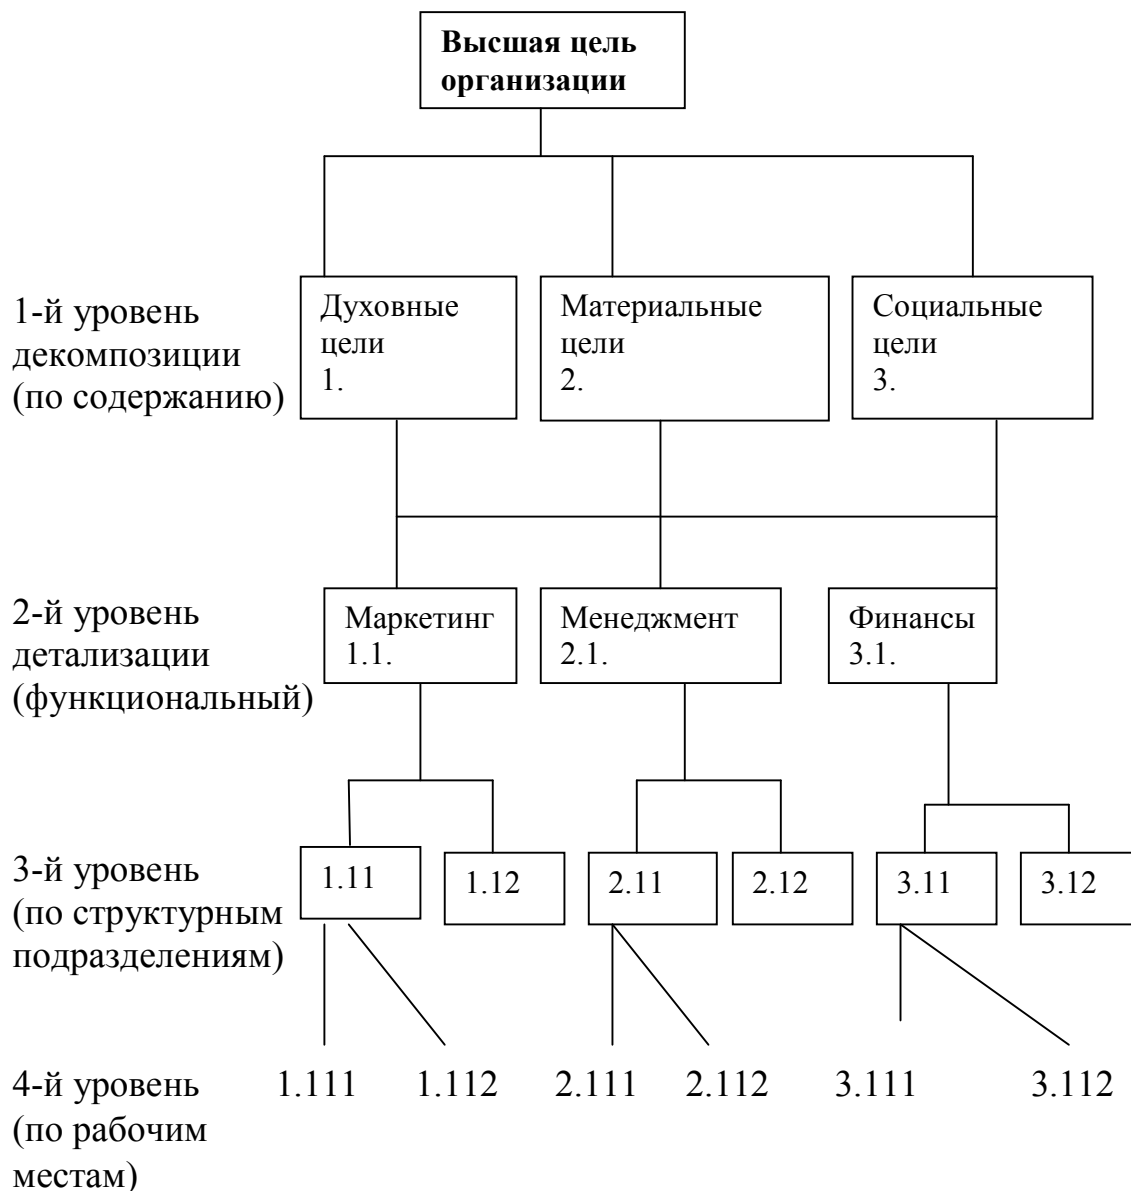 Высшая цель
организации
1-й уровень
декомпозиции
(по содержанию)
Духовные
цели
1.
Материальные
цели
2.
Социальные
цели
3.
2-й уровень
детализации
(функциональный)
Маркетинг
1.1.
Менеджмент
2.1.
Финансы
3.1.
3-й уровень
(по структурным
подразделениям)
1.11
1.12
2.11
2.12
3.11
3.12
4-й уровень
(по рабочим
местам)
1.111
1.112
2.111
2.112
3.111
3.112